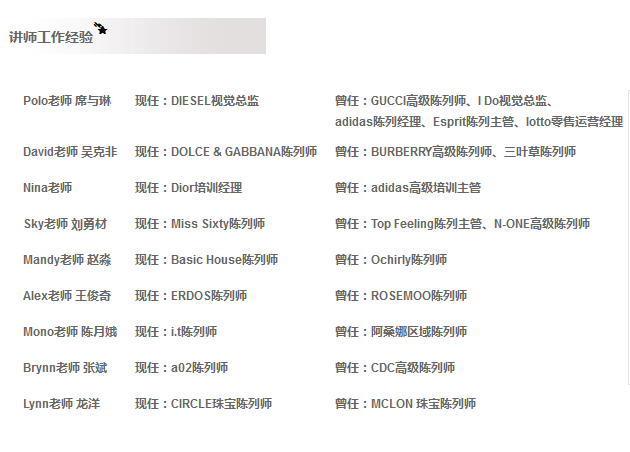 讲师工作经验
Polo老师 席与琳 现任：DIESEL视觉总监 曾任：GUCCI高级陈列师、I Do视觉总监、
adidas陈列经理、Esprit陈列主管、lotto零售运营经理
David老师 吴克非 现任：DOLCE & GABBANA陈列师 曾任：BURBERRY高级陈列师、三叶草陈列师
Nina老师 现任：Dior培训经理 曾任：adidas高级培训主管
Sky老师 刘勇材 现任：Miss Sixty陈列师 曾任：Top Feeling陈列主管、N-ONE高级陈列师
Mandy老师 赵淼 现任：Basic House陈列师 曾任：Ochirly陈列师
Alex老师 王俊奇 现任：ERDOS陈列师 曾任：ROSEMOO陈列师
Mono老师 陈月娥 现任：i.t陈列师 曾任：阿桑娜区域陈列师
Brynn老师 张斌 现任：a02陈列师 曾任：CDC高级陈列师
Lynn老师 龙洋 现任：CIRCLE珠宝陈列师 曾任：MCLON 珠宝陈列师